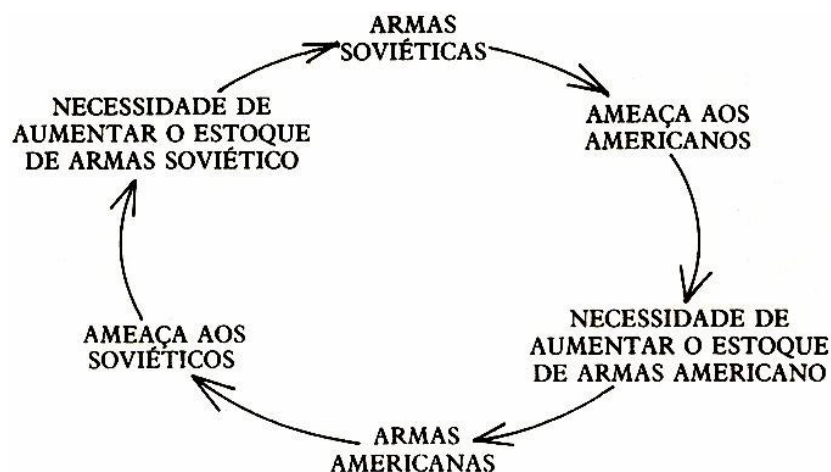 ARMAS
SOVIÉTICAS
AMEAÇA AOS
AMERICANOS
NECESSIDADE DE
AUMENTAR O ESTOQUE
DE ARMAS AMERICANO
ARMAS
AMERICANAS
AMEAÇA AOS
SOVIÉTICOS
NECESSIDADE DE
AUMENTAR O ESTOQUE
DE ARMAS SOVIÉTICO